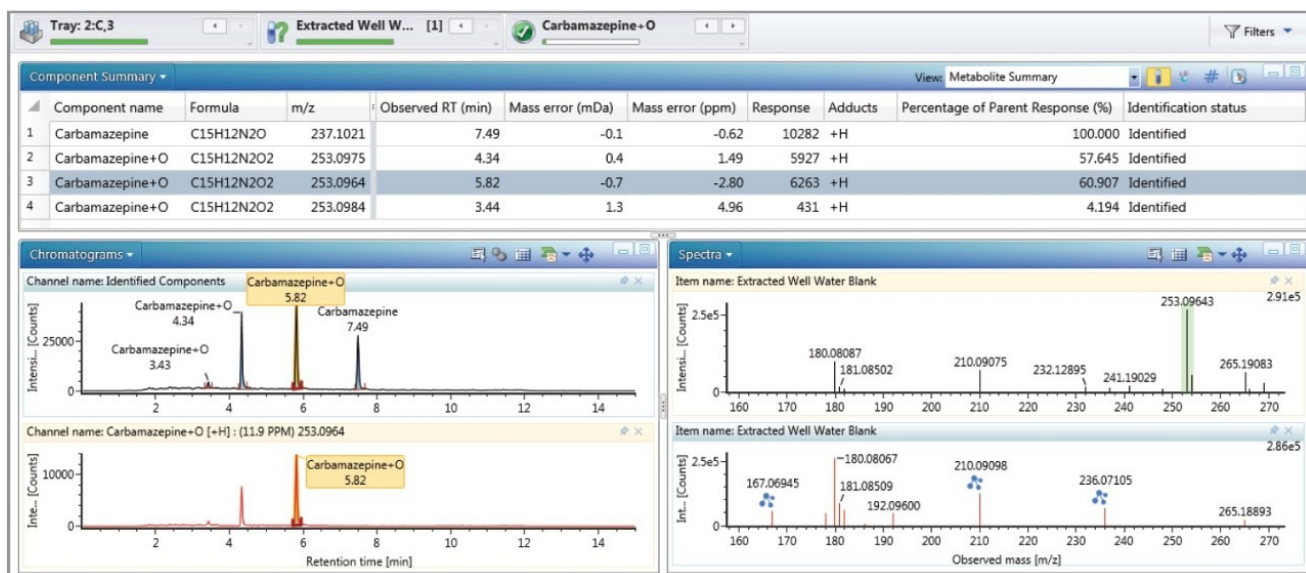 Tray: 2:C,3 Extracted Well W... [1] Carbamazepine+O Filters
Component Summary View: Metabolite Summary
Component name Formula m/z Observed RT (min) Mass error (mDa) Mass error (ppm) Response Adducts Percentage of Parent Response (%) Identification status
1 Carbamazepine C15H12N2O 237.1021 7.49 -0.1 -0.62 10282 +H 100.000 Identified
2 Carbamazepine+O C15H12N2O2 253.0975 4.34 0.4 1.49 5927 +H 57.645 Identified
3 Carbamazepine+O C15H12N2O2 253.0964 5.82 -0.7 -2.80 6263 +H 60.907 Identified
4 Carbamazepine+O C15H12N2O2 253.0984 3.44 1.3 4.96 431 +H 4.194 Identified
Chromatograms
Channel name: Identified Components
Carbamazepine+O
5.82
Carbamazepine+O
4.34
Carbamazepine
7.49
Carbamazepine+O
3.43
Intensi... [Counts]
25000
0
2 4 6 8 10 12 14
Channel name: Carbamazepine+O [+H] : (11.9 PPM) 253.0964
Carbamazepine+O
5.82
Inte... [Counts]
10000
0
2 4 6 8 10 12 14
Retention time [min]
Spectra
Item name: Extracted Well Water Blank
2.91e5
253.09643
Intensi... [Counts]
2.5e5
180.08087
181.08502
210.09075
232.12895
241.19029
265.19083
0
160 170 180 190 200 210 220 230 240 250 260 270
Item name: Extracted Well Water Blank
2.86e5
Int... [Counts]
2.5e5
180.08067
167.06945
181.08509
192.09600
210.09098
236.07105
265.18893
0
160 170 180 190 200 210 220 230 240 250 260 270
Observed mass [m/z]